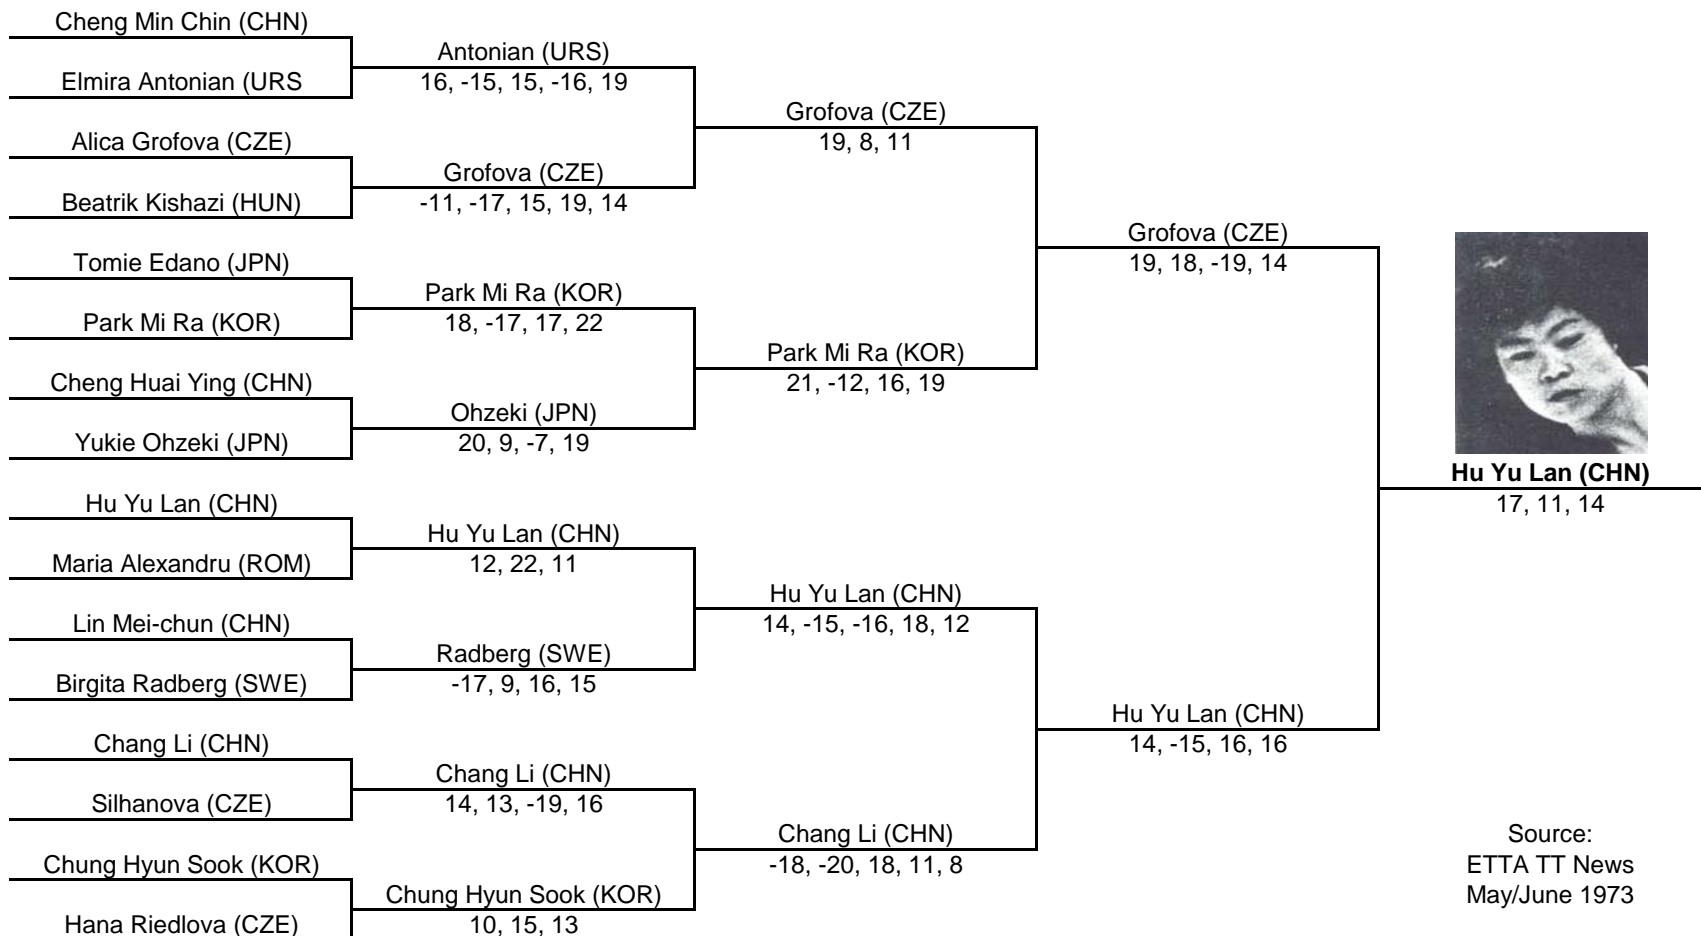 Cheng Min Chin (CHN)
Elmira Antonian (URS
Alica Grofova (CZE)
Beatrik Kishazi (HUN)
Tomie Edano (JPN)
Park Mi Ra (KOR)
Cheng Huai Ying (CHN)
Yukie Ohzeki (JPN)
Hu Yu Lan (CHN)
Maria Alexandru (ROM)
Lin Mei-chun (CHN)
Birgita Radberg (SWE)
Chang Li (CHN)
Silhanova (CZE)
Chung Hyun Sook (KOR)
Hana Riedlova (CZE)
Antonian (URS)
16, -15, 15, -16, 19
Grofova (CZE)
-11, -17, 15, 19, 14
Park Mi Ra (KOR)
18, -17, 17, 22
Ohzeki (JPN)
20, 9, -7, 19
Hu Yu Lan (CHN)
12, 22, 11
Radberg (SWE)
-17, 9, 16, 15
Chang Li (CHN)
14, 13, -19, 16
Chung Hyun Sook (KOR)
10, 15, 13
Grofova (CZE)
19, 8, 11
Park Mi Ra (KOR)
21, -12, 16, 19
Hu Yu Lan (CHN)
14, -15, -16, 18, 12
Chang Li (CHN)
-18, -20, 18, 11, 8
Grofova (CZE)
19, 18, -19, 14
Hu Yu Lan (CHN)
14, -15, 16, 16
Hu Yu Lan (CHN)
17, 11, 14
Source:
ETTA TT News
May/June 1973